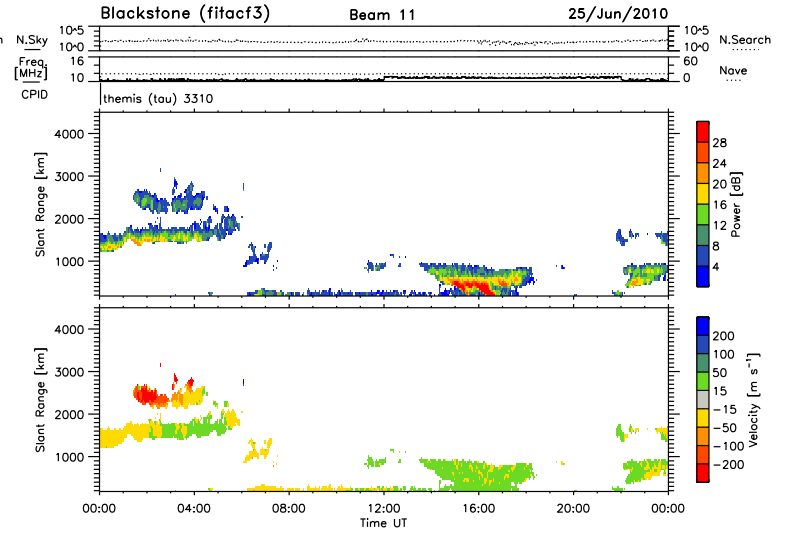 Blackstone (fitacf3) Beam 11 25/Jun/2010
N.Sky 10^5 10^0 10^5 10^0 N.Search
Freq. [MHz] 16 10 60 0 Nave
CPID themis (tau) 3310
Slant Range [km] 4000 3000 2000 1000
28 24 20 16 12 8 4 Power [dB]
Slant Range [km] 4000 3000 2000 1000
200 100 50 15 -15 -50 -100 -200 Velocity [m s⁻¹]
00:00 04:00 08:00 12:00 16:00 20:00 00:00
Time UT